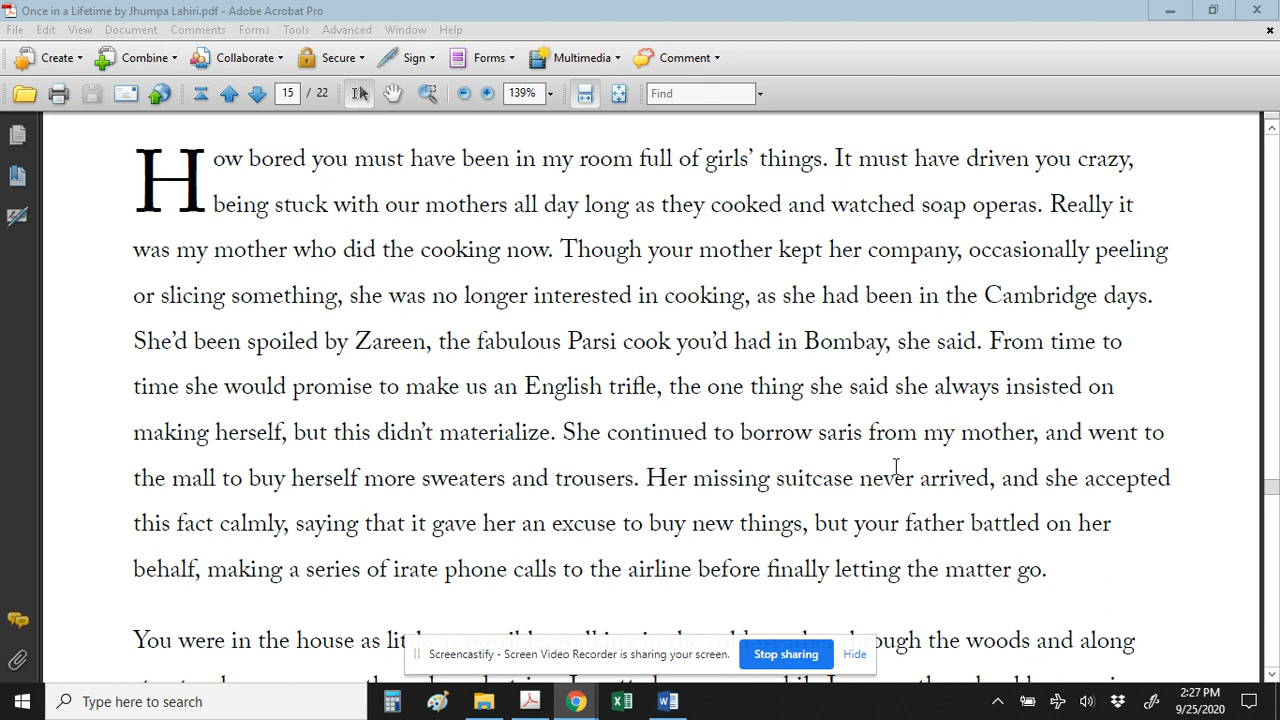 Once in a Lifetime by Jhumpa Lahiri.pdf - Adobe Acrobat Pro
File Edit View Document Comments Forms Tools Advanced Window Help
Create Combine Collaborate Secure Sign Forms Multimedia Comment
15 / 22 139% Find
How bored you must have been in my room full of girls’ things. It must have driven you crazy,
being stuck with our mothers all day long as they cooked and watched soap operas. Really it
was my mother who did the cooking now. Though your mother kept her company, occasionally peeling
or slicing something, she was no longer interested in cooking, as she had been in the Cambridge days.
She’d been spoiled by Zareen, the fabulous Parsi cook you’d had in Bombay, she said. From time to
time she would promise to make us an English trifle, the one thing she said she always insisted on
making herself, but this didn’t materialize. She continued to borrow saris from my mother, and went to
the mall to buy herself more sweaters and trousers. Her missing suitcase never arrived, and she accepted
this fact calmly, saying that it gave her an excuse to buy new things, but your father battled on her
behalf, making a series of irate phone calls to the airline before finally letting the matter go.
You were in the house as little as possible, walking in the cold through the woods and along
Screencastify - Screen Video Recorder is sharing your screen. Stop sharing Hide
Type here to search
2:27 PM
9/25/2020